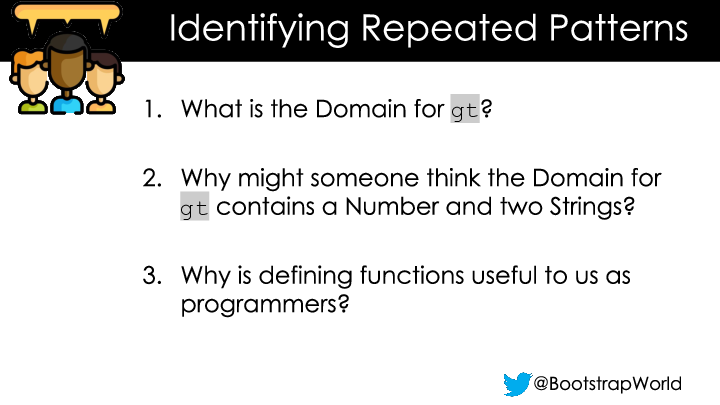 Identifying Repeated Patterns
1. What is the Domain for gt?
2. Why might someone think the Domain for
gt contains a Number and two Strings?
3. Why is defining functions useful to us as
programmers?
@BootstrapWorld